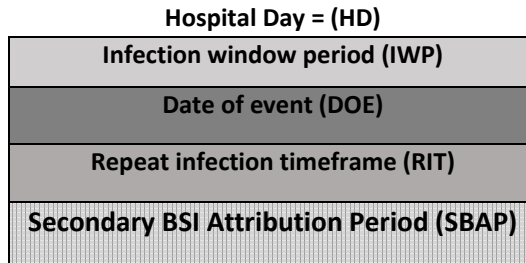 Hospital Day = (HD)
Infection window period (IWP)
Date of event (DOE)
Repeat infection timeframe (RIT)
Secondary BSI Attribution Period (SBAP)